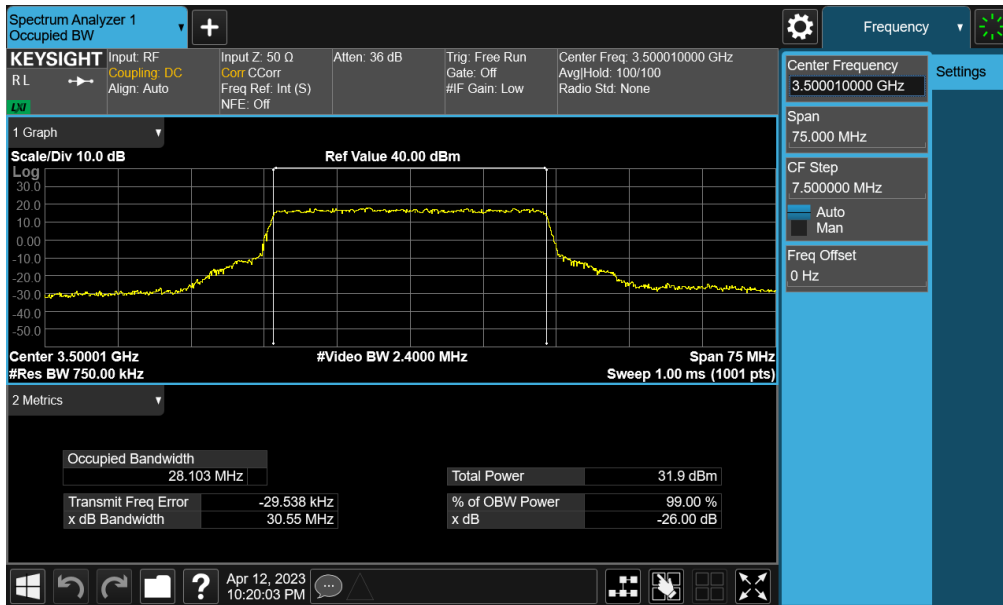 Spectrum Analyzer 1
Occupied BW
Frequency
KEYSIGHT
R L
LXI
Input: RF
Coupling: DC
Align: Auto
Input Z: 50 Ω
Corr CCorr
Freq Ref: Int (S)
NFE: Off
Atten: 36 dB
Trig: Free Run
Gate: Off
#IF Gain: Low
Center Freq: 3.500010000 GHz
Avg|Hold: 100/100
Radio Std: None
Center Frequency
3.500010000 GHz
Settings
Span
75.000 MHz
CF Step
7.500000 MHz
Auto
Man
Freq Offset
0 Hz
1 Graph
Scale/Div 10.0 dB
Ref Value 40.00 dBm
Log
30.0
20.0
10.0
0.00
-10.0
-20.0
-30.0
-40.0
-50.0
Center 3.50001 GHz
#Video BW 2.4000 MHz
Span 75 MHz
#Res BW 750.00 kHz
Sweep 1.00 ms (1001 pts)
2 Metrics
Occupied Bandwidth
28.103 MHz
Total Power 31.9 dBm
Transmit Freq Error -29.538 kHz
% of OBW Power 99.00 %
x dB Bandwidth 30.55 MHz
x dB -26.00 dB
?
Apr 12, 2023
10:20:03 PM